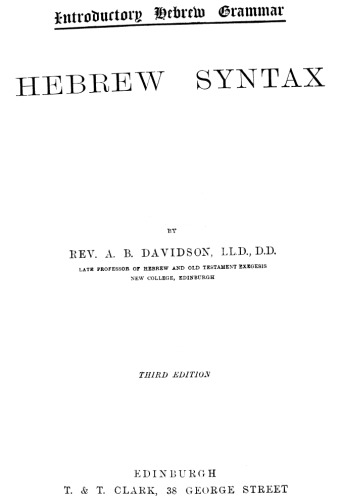 Introductory Hebrew Grammar
HEBREW SYNTAX
BY
REV. A. B. DAVIDSON, LL.D., D.D.
LATE PROFESSOR OF HEBREW AND OLD TESTAMENT EXEGESIS
NEW COLLEGE, EDINBURGH
THIRD EDITION
EDINBURGH
T. & T. CLARK, 38 GEORGE STREET